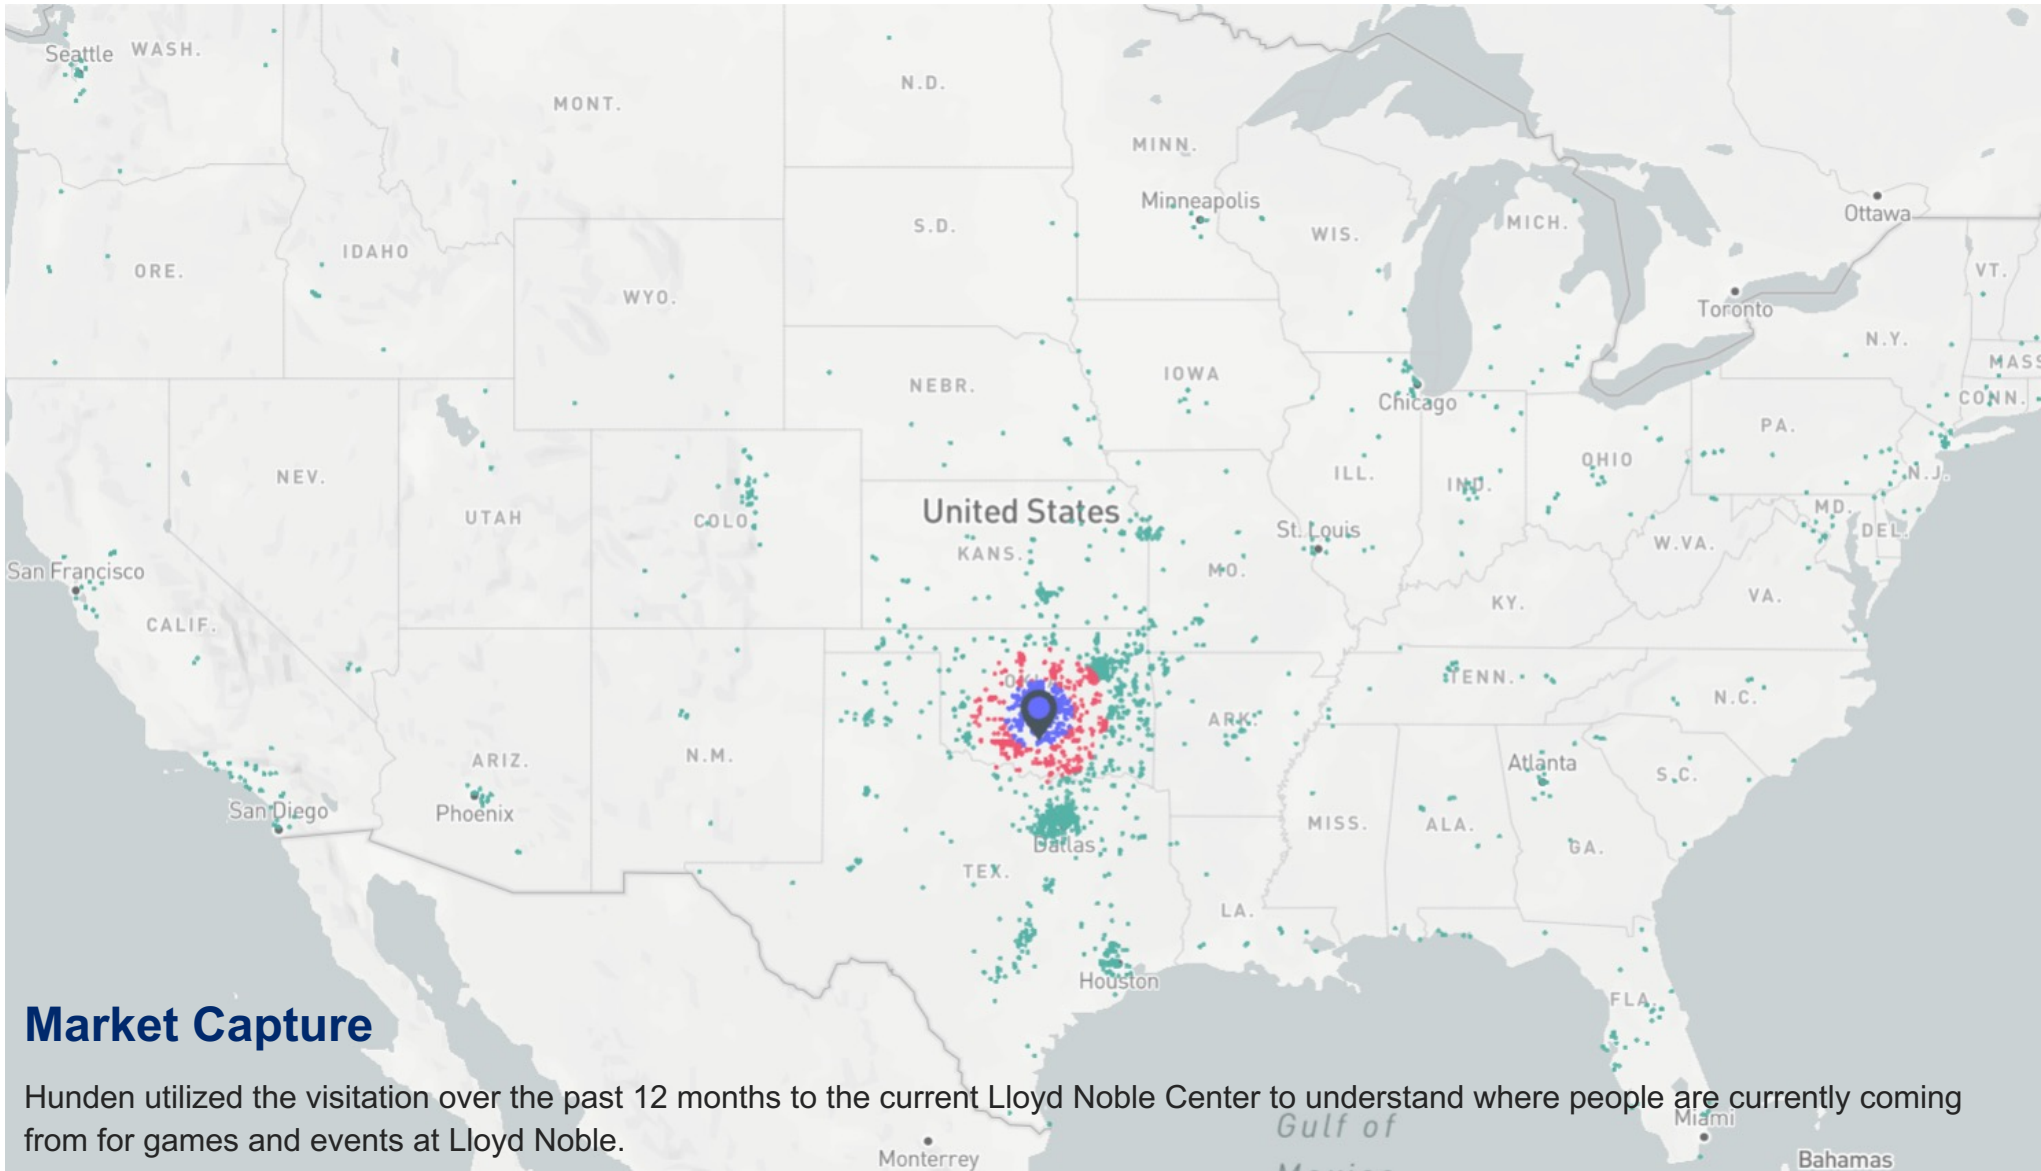 Seattle
WASH.
MONT.
N.D.
MINN.
Minneapolis
S.D.
WIS.
MICH.
Ottawa
VT.
Toronto
N.Y.
MASS
CONN.
ORE.
IDAHO
WYO.
NEBR.
IOWA
Chicago
PA.
N.J.
NEV.
UTAH
COLO
United States
KANS.
ILL.
IND.
OHIO
St. Louis
MO.
MD.
DEL.
W.VA.
VA.
KY.
San Francisco
CALIF.
ARIZ.
N.M.
Phoenix
San Diego
OKLA.
ARK.
TENN.
N.C.
S.C.
Atlanta
Dallas
TEX.
MISS.
ALA.
GA.
LA.
Houston
FLA.
Market Capture
Hunden utilized the visitation over the past 12 months to the current Lloyd Noble Center to understand where people are currently coming
from for games and events at Lloyd Noble.
Gulf of
Mexico
Miami
Monterrey
Bahamas